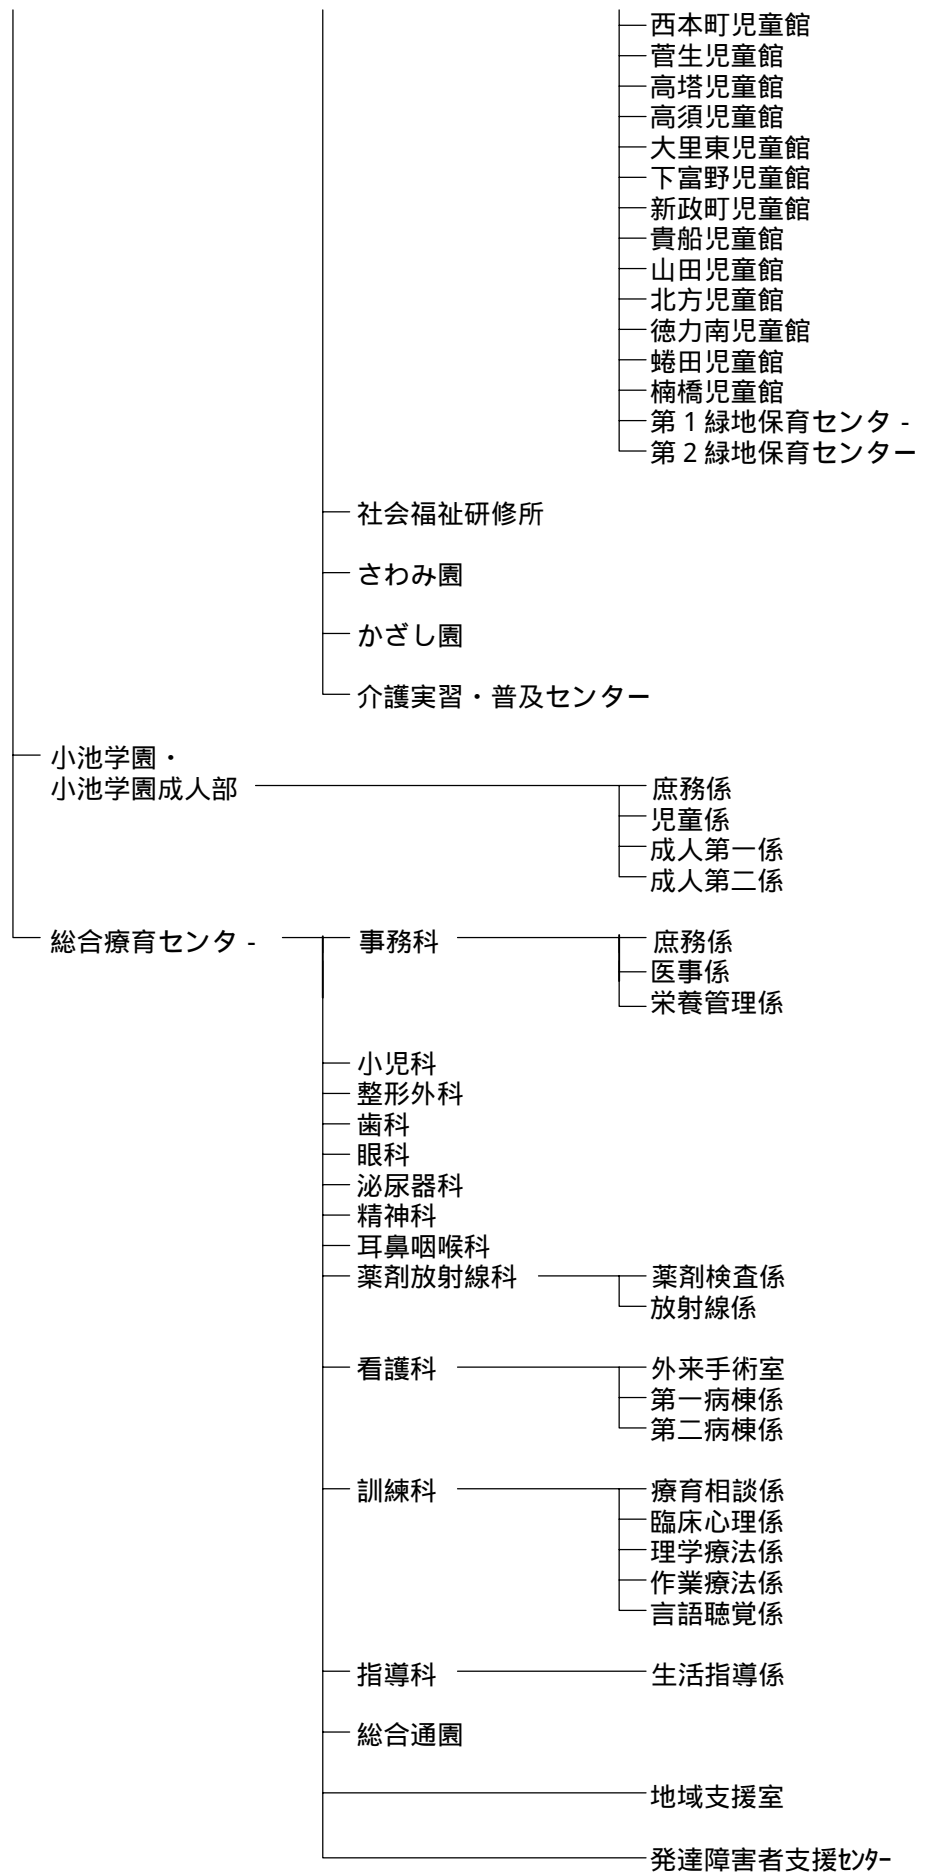 西本町児童館
菅生児童館
高塔児童館
高須児童館
大里東児童館
下富野児童館
新政町児童館
貴船児童館
山田児童館
北方児童館
徳力南児童館
蜷田児童館
楠橋児童館
第1緑地保育センタ-
第2緑地保育センター
社会福祉研修所
さわみ園
かざし園
介護実習・普及センター
小池学園・
小池学園成人部
庶務係
児童係
成人第一係
成人第二係
総合療育センタ-
事務科
庶務係
医事係
栄養管理係
小児科
整形外科
歯科
眼科
泌尿器科
精神科
耳鼻咽喉科
薬剤放射線科
薬剤検査係
放射線係
看護科
外来手術室
第一病棟係
第二病棟係
訓練科
療育相談係
臨床心理係
理学療法係
作業療法係
言語聴覚係
指導科
生活指導係
総合通園
地域支援室
発達障害者支援ｾﾝﾀｰ